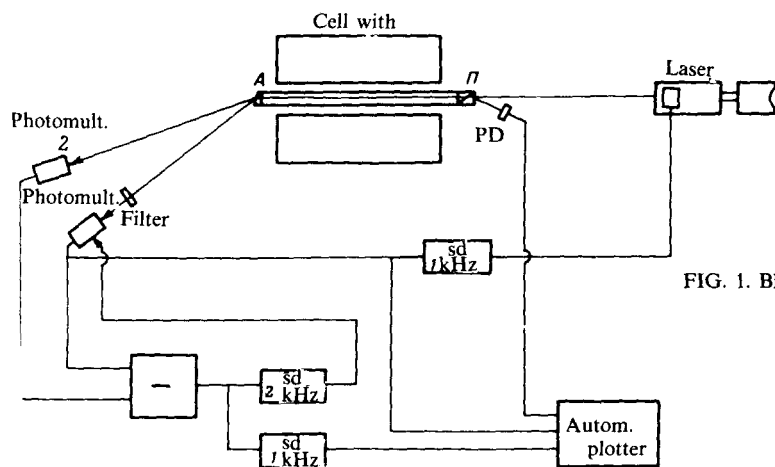 Cell with
A
П
Laser
PD
Photomult.
2
Photomult.
Filter
sd
1 kHz
FIG. 1. Bl
sd
2 kHz
sd
1 kHz
Autom.
plotter
−